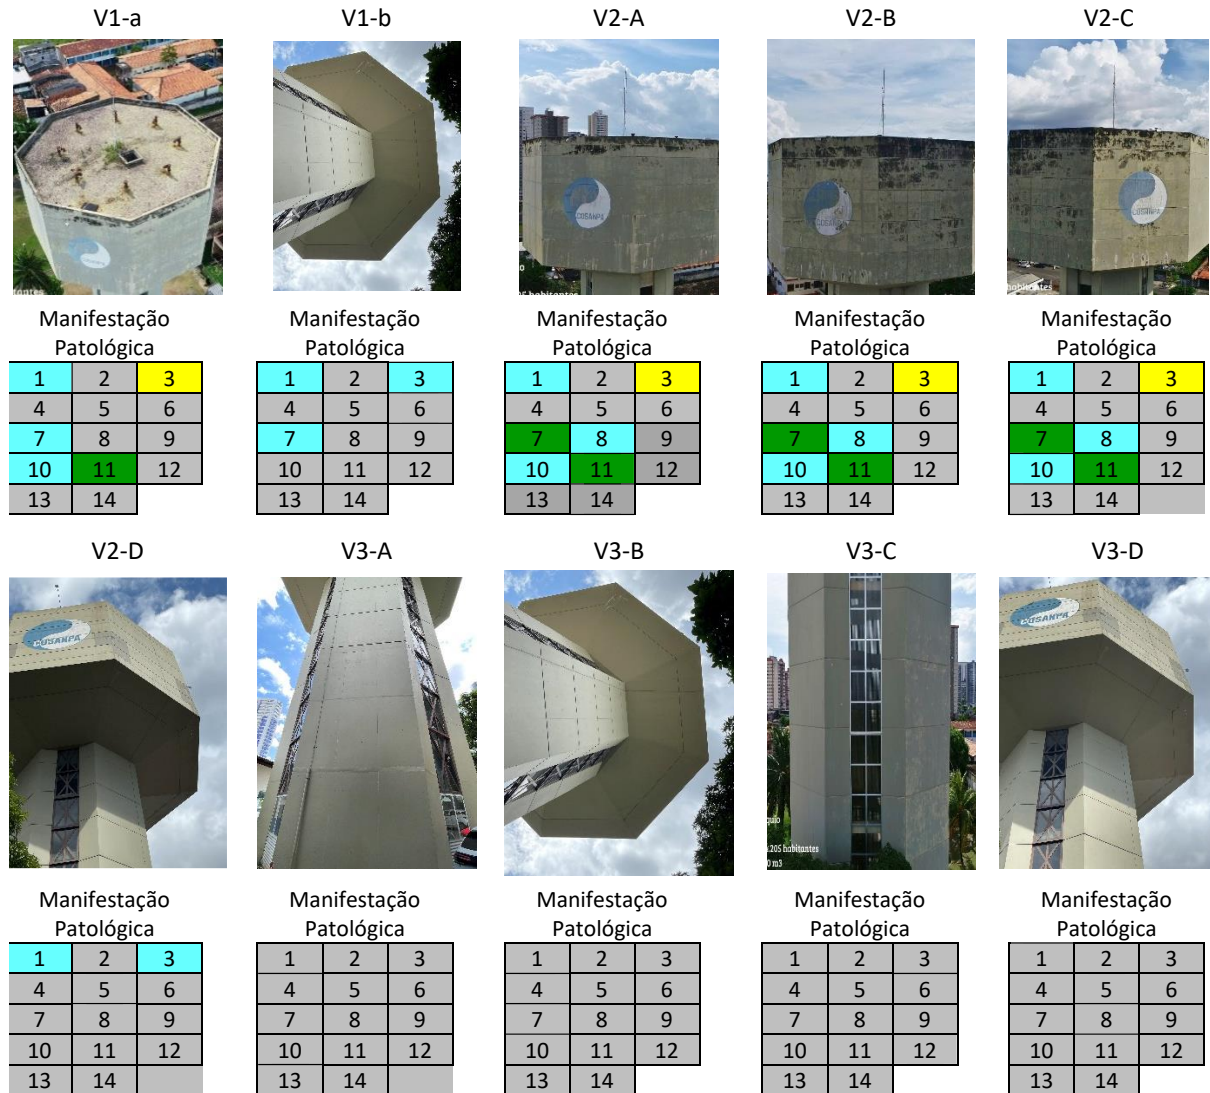 V1-a V1-b V2-A V2-B V2-C
COSANPA
COSANPA
COSANPA
habitantes
Manifestação Manifestação Manifestação Manifestação Manifestação
Patológica Patológica Patológica Patológica Patológica
1 2 3 1 2 3 1 2 3 1 2 3 1 2 3
4 5 6 4 5 6 4 5 6 4 5 6 4 5 6
7 8 9 7 8 9 7 8 9 7 8 9 7 8 9
10 11 12 10 11 12 10 11 12 10 11 12 10 11 12
13 14 13 14 13 14 13 14 13 14
V2-D V3-A V3-B V3-C V3-D
COSANPA COSANPA
205 habitantes
0 m3
Manifestação Manifestação Manifestação Manifestação Manifestação
Patológica Patológica Patológica Patológica Patológica
1 2 3 1 2 3 1 2 3 1 2 3 1 2 3
4 5 6 4 5 6 4 5 6 4 5 6 4 5 6
7 8 9 7 8 9 7 8 9 7 8 9 7 8 9
10 11 12 10 11 12 10 11 12 10 11 12 10 11 12
13 14 13 14 13 14 13 14 13 14